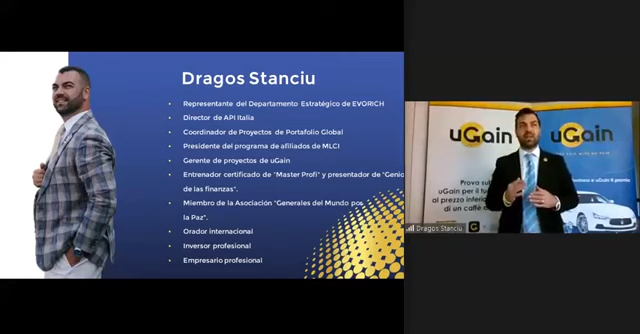 Dragos Stanciu
Representante del Departamento Estratégico de EVORICH
Director de API Italia
Coordinador de Proyectos de Portafolio Global
Presidente del programa de afiliados de MLCI
Gerente de proyectos de uGain
Entrenador certificado de "Master Profi" y presentador de "Genio
de las finanzas".
Miembro de la Asociación "Generales del Mundo por
la Paz".
Orador internacional
Inversor profesional
Empresario profesional
uGain
Prova su
uGain per il tu
al prezzo interi
di un caffè
uGain
Dragos Stanciu